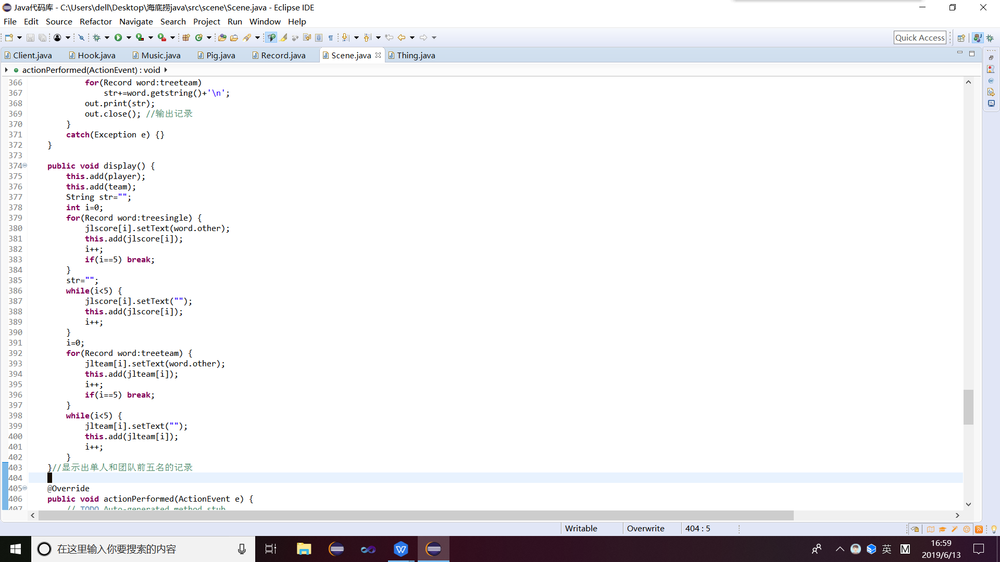 Java代码库 - C:\Users\dell\Desktop\海底捞java\src\scene\Scene.java - Eclipse IDE
File Edit Source Refactor Navigate Search Project Run Window Help
Quick Access
Client.java Hook.java Music.java Pig.java Record.java Scene.java Thing.java
actionPerformed(ActionEvent) : void
366 for(Record word:treeteam)
367 str+=word.getstring()+'\n';
368 out.print(str);
369 out.close(); //输出记录
370 }
371 catch(Exception e) {}
372 }
373
374 public void display() {
375 this.add(player);
376 this.add(team);
377 String str="";
378 int i=0;
379 for(Record word:treesingle) {
380 jlscore[i].setText(word.other);
381 this.add(jlscore[i]);
382 i++;
383 if(i==5) break;
384 }
385 str="";
386 while(i<5) {
387 jlscore[i].setText("");
388 this.add(jlscore[i]);
389 i++;
390 }
391 i=0;
392 for(Record word:treeteam) {
393 jlteam[i].setText(word.other);
394 this.add(jlteam[i]);
395 i++;
396 if(i==5) break;
397 }
398 while(i<5) {
399 jlteam[i].setText("");
400 this.add(jlteam[i]);
401 i++;
402 }
403 }//显示出单人和团队前五名的记录
404
405 @Override
406 public void actionPerformed(ActionEvent e) {
407 // TODO Auto-generated method stub
Writable Overwrite 404 : 5
在这里输入你要搜索的内容
英 M
16:59
2019/6/13